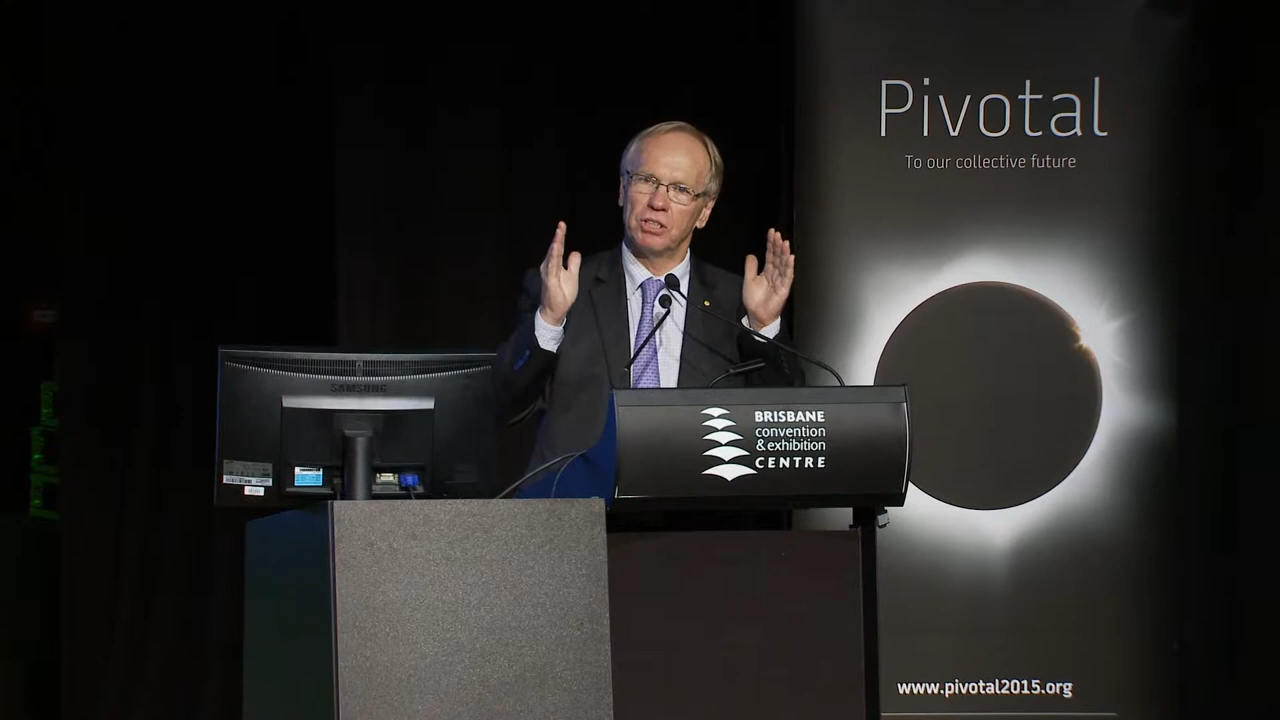 Pivotal
To our collective future
SAMSUNG
BRISBANE
convention
& exhibition
CENTRE
www.pivotal2015.org